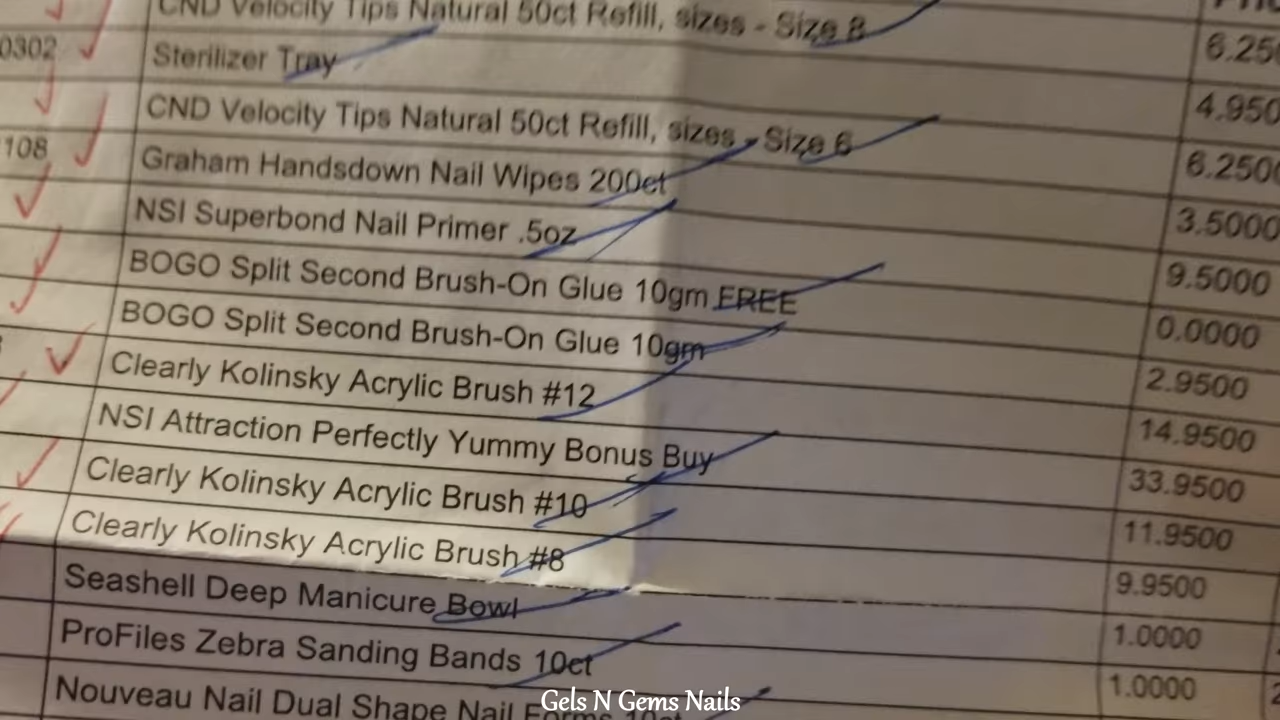 CND Velocity Tips Natural 50ct Refill, sizes - Size 8 6.250
0302 Sterilizer Tray 4.950
CND Velocity Tips Natural 50ct Refill, sizes - Size 6 6.2500
108 Graham Handsdown Nail Wipes 200ct 3.5000
NSI Superbond Nail Primer .5oz 9.5000
BOGO Split Second Brush-On Glue 10gm FREE 0.0000
BOGO Split Second Brush-On Glue 10gm 2.9500
Clearly Kolinsky Acrylic Brush #12 14.9500
NSI Attraction Perfectly Yummy Bonus Buy 33.9500
Clearly Kolinsky Acrylic Brush #10 11.9500
Clearly Kolinsky Acrylic Brush #8 9.9500
Seashell Deep Manicure Bowl 1.0000
ProFiles Zebra Sanding Bands 10ct 1.0000
Nouveau Nail Dual Shape Nail Forms 10ct
Gels N Gems Nails